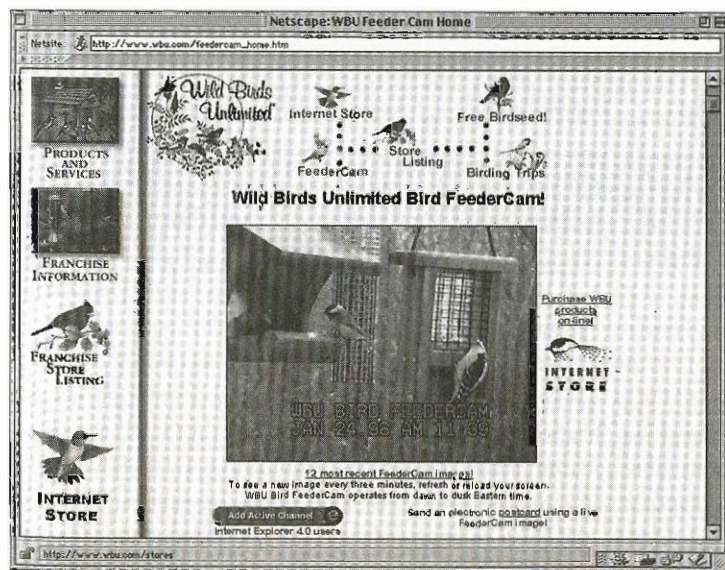 Netscape: WBU Feeder Cam Home
Netsite: http://www.wbu.com/feedercam_home.htm
PRODUCTS
AND
SERVICES
FRANCHISE
INFORMATION
FRANCHISE
STORE
LISTING
INTERNET
STORE
Wild Birds
Unlimited
Internet Store
Free Birdseed!
Store
Listing
FeederCam
Birding Trips
Wild Birds Unlimited Bird FeederCam!
WBU BIRD FEEDERCAM
JAN 24.98 AM 11 39
Purchase WBU
products
on-line!
INTERNET
STORE
12 most recent FeederCam images!
To see a new image every three minutes, refresh or reload your screen.
WBU Bird FeederCam operates from dawn to dusk Eastern time.
Add Active Channel
Internet Explorer 4.0 users
Send an electronic postcard using a live
FeederCam image!
http://www.wbu.com/stores